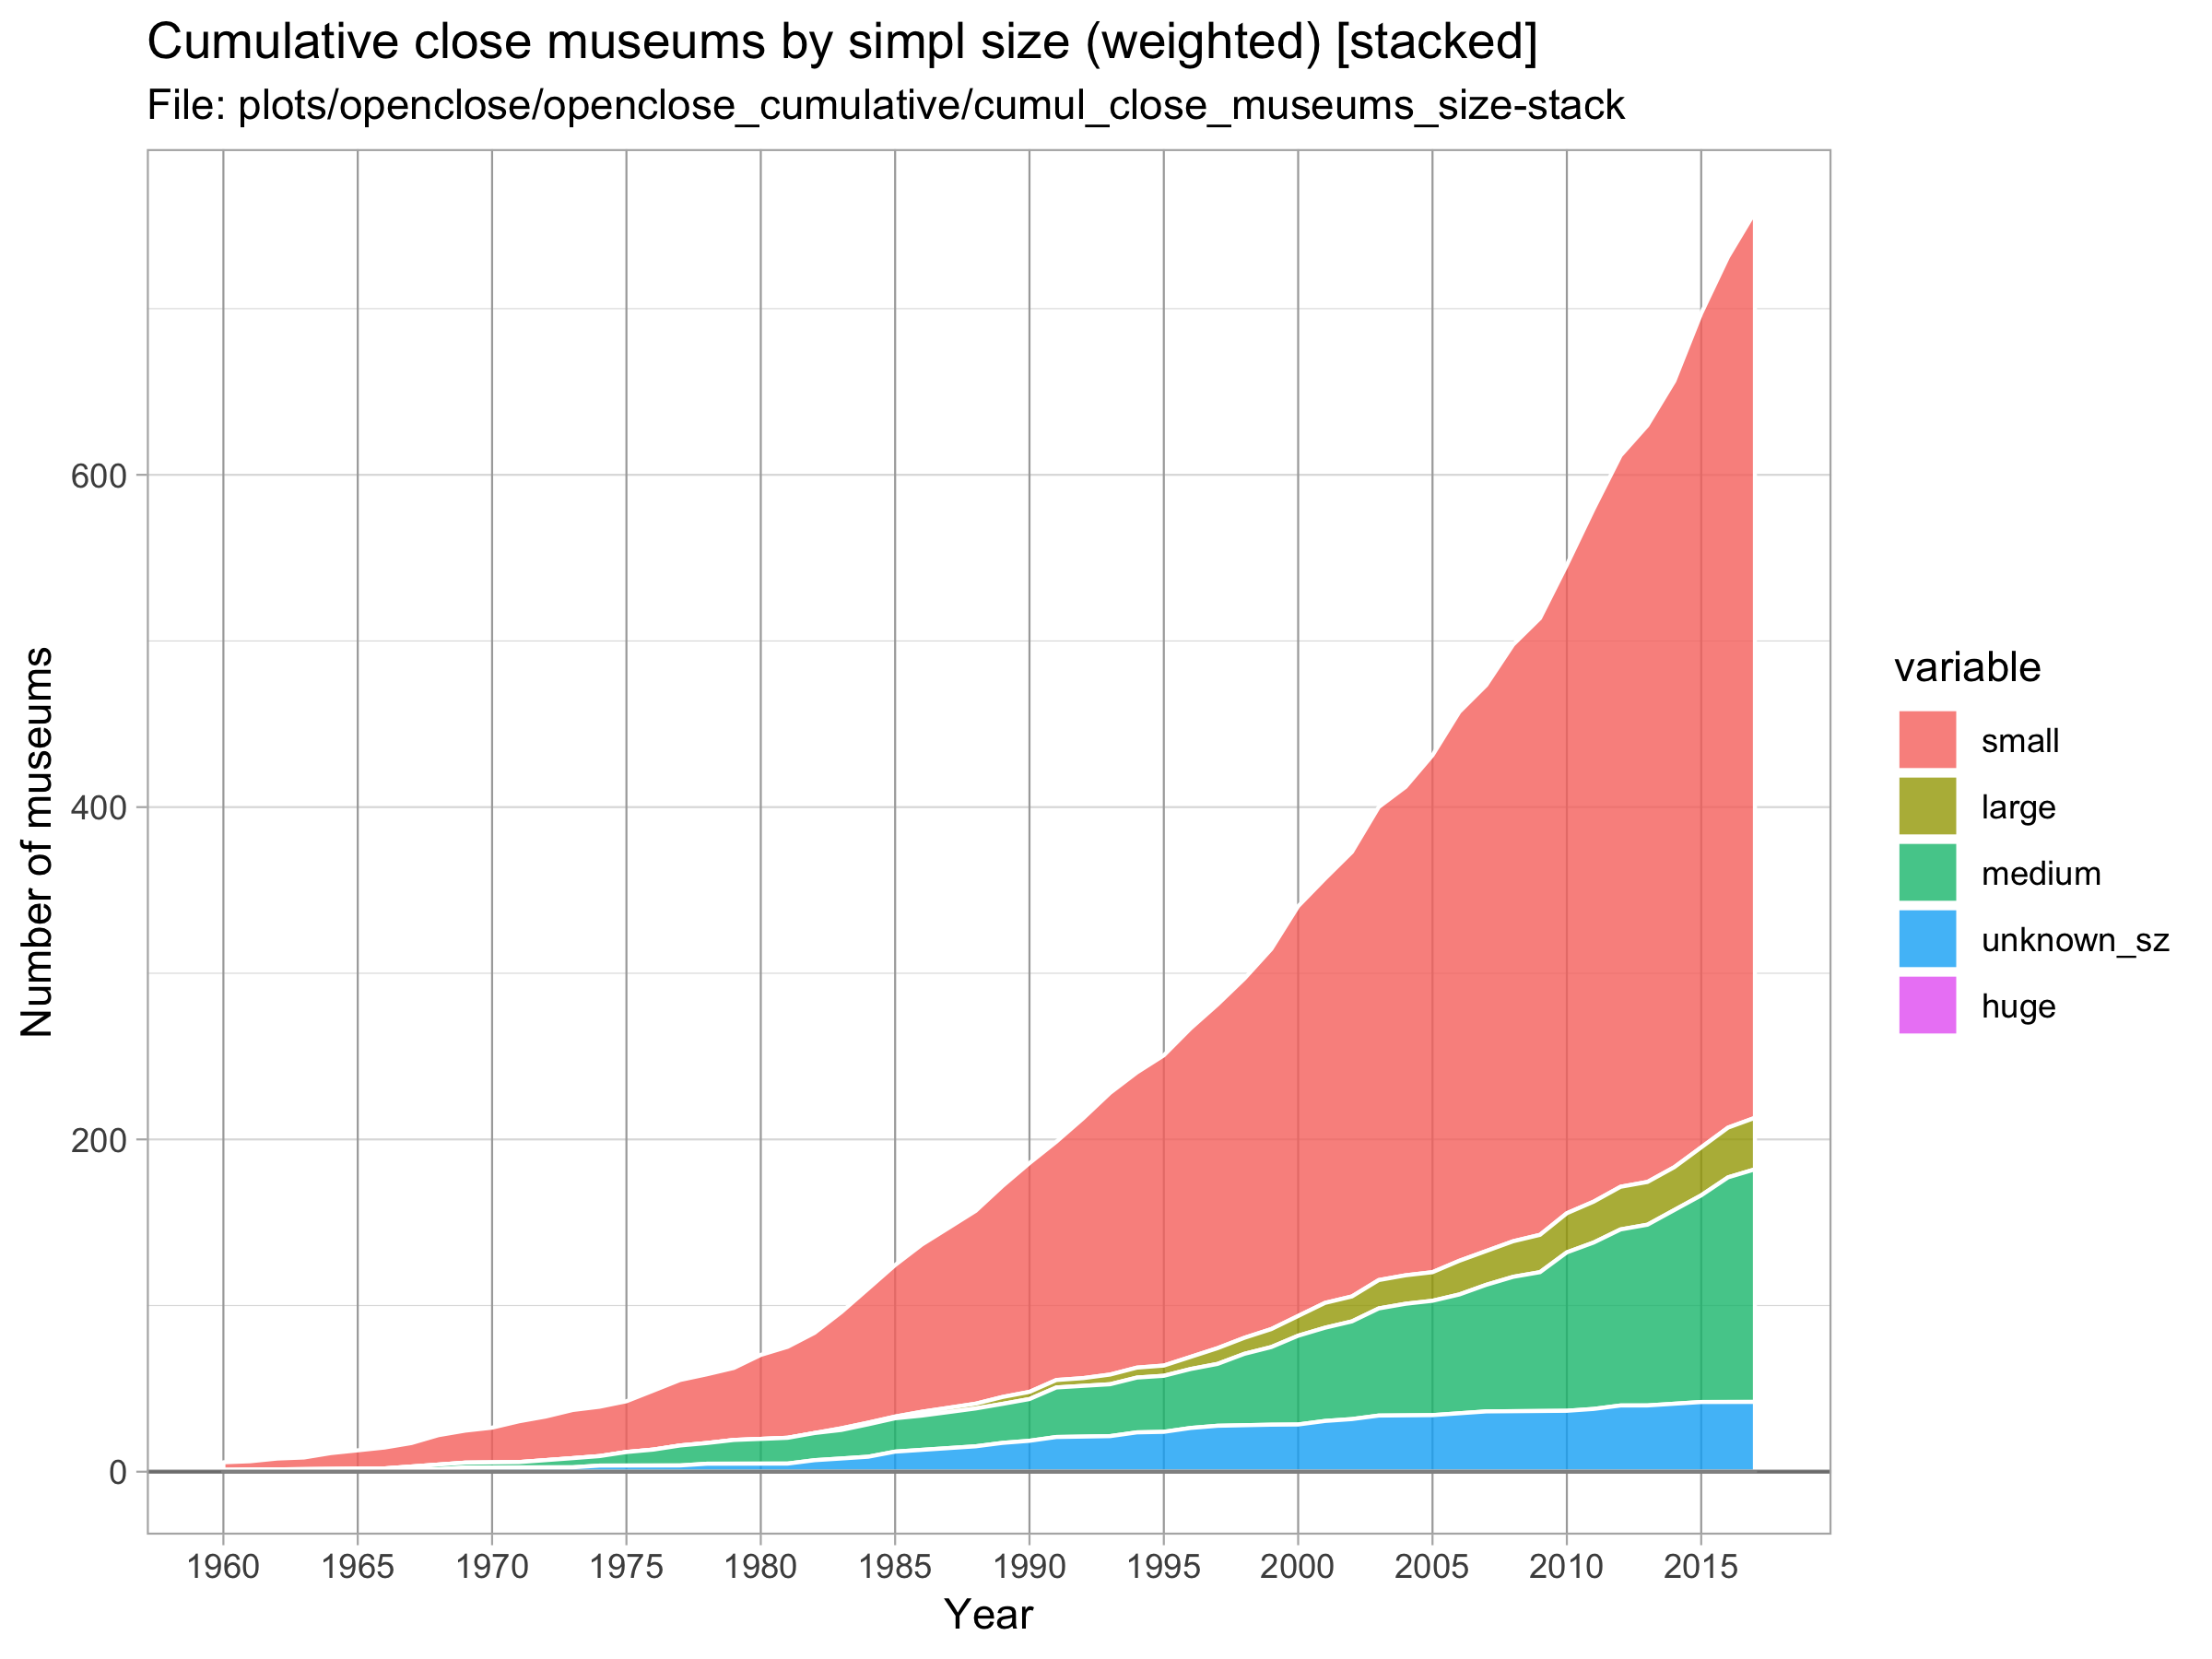 Cumulative close museums by simpl size (weighted) [stacked]
File: plots/openclose/openclose_cumulative/cumul_close_museums_size-stack
Number of museums
600
400
200
0
1960 1965 1970 1975 1980 1985 1990 1995 2000 2005 2010 2015
Year
variable
small
large
medium
unknown_sz
huge